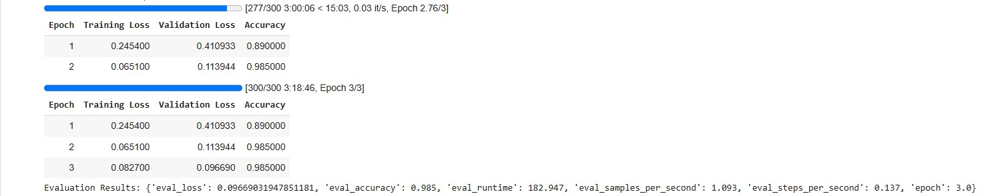 [277/300 3:00:06 < 15:03, 0.03 it/s, Epoch 2.76/3]
Epoch Training Loss Validation Loss Accuracy
1 0.245400 0.410933 0.890000
2 0.065100 0.113944 0.985000
[300/300 3:18:46, Epoch 3/3]
Epoch Training Loss Validation Loss Accuracy
1 0.245400 0.410933 0.890000
2 0.065100 0.113944 0.985000
3 0.082700 0.096690 0.985000
Evaluation Results: {'eval_loss': 0.09669031947851181, 'eval_accuracy': 0.985, 'eval_runtime': 182.947, 'eval_samples_per_second': 1.093, 'eval_steps_per_second': 0.137, 'epoch': 3.0}